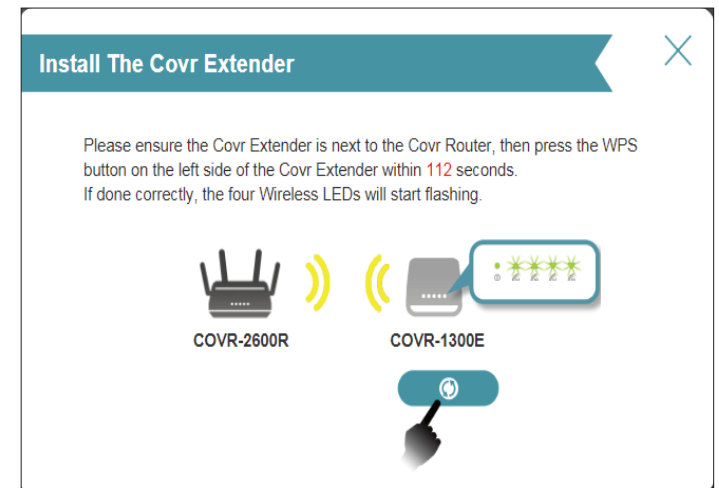 Install The Covr Extender
Please ensure the Covr Extender is next to the Covr Router, then press the WPS
button on the left side of the Covr Extender within 112 seconds.
If done correctly, the four Wireless LEDs will start flashing.
COVR-2600R
COVR-1300E